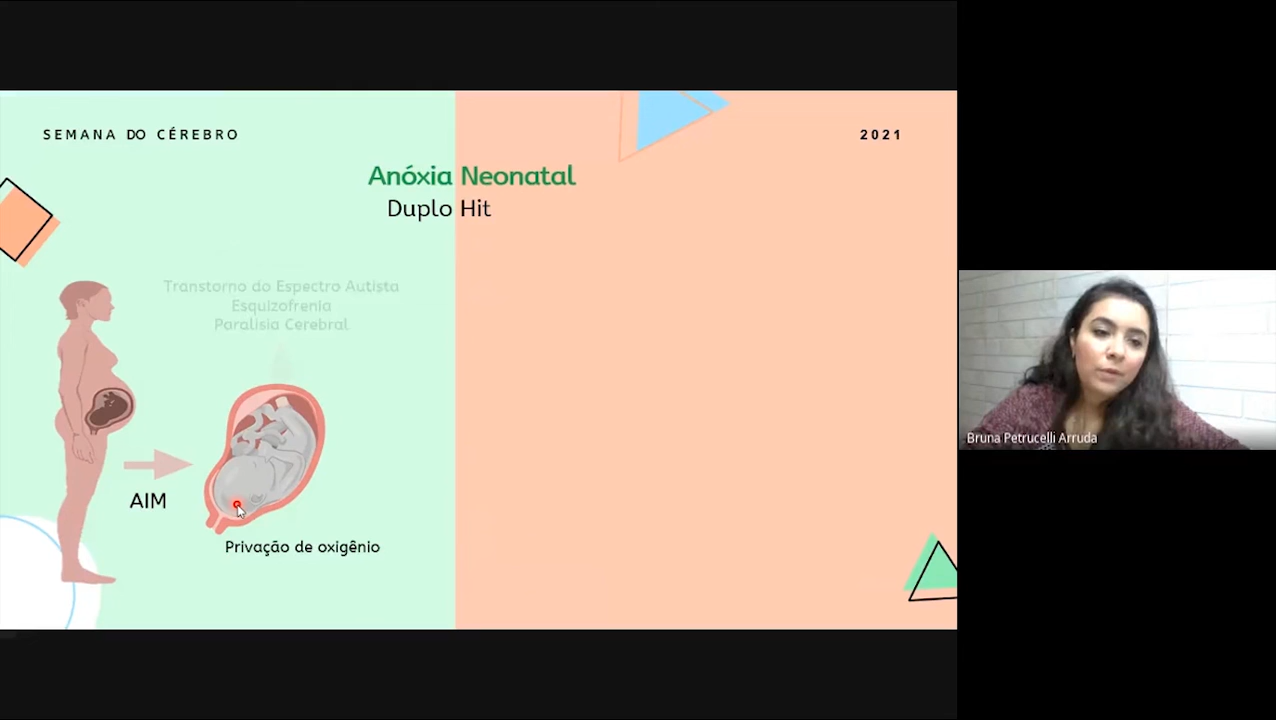 SEMANA DO CÉREBRO
2021
Anóxia Neonatal
Duplo Hit
Transtorno do Espectro Autista
Esquizofrenia
Paralisia Cerebral
AIM
Privação de oxigênio
Bruna Petrucelli Arruda